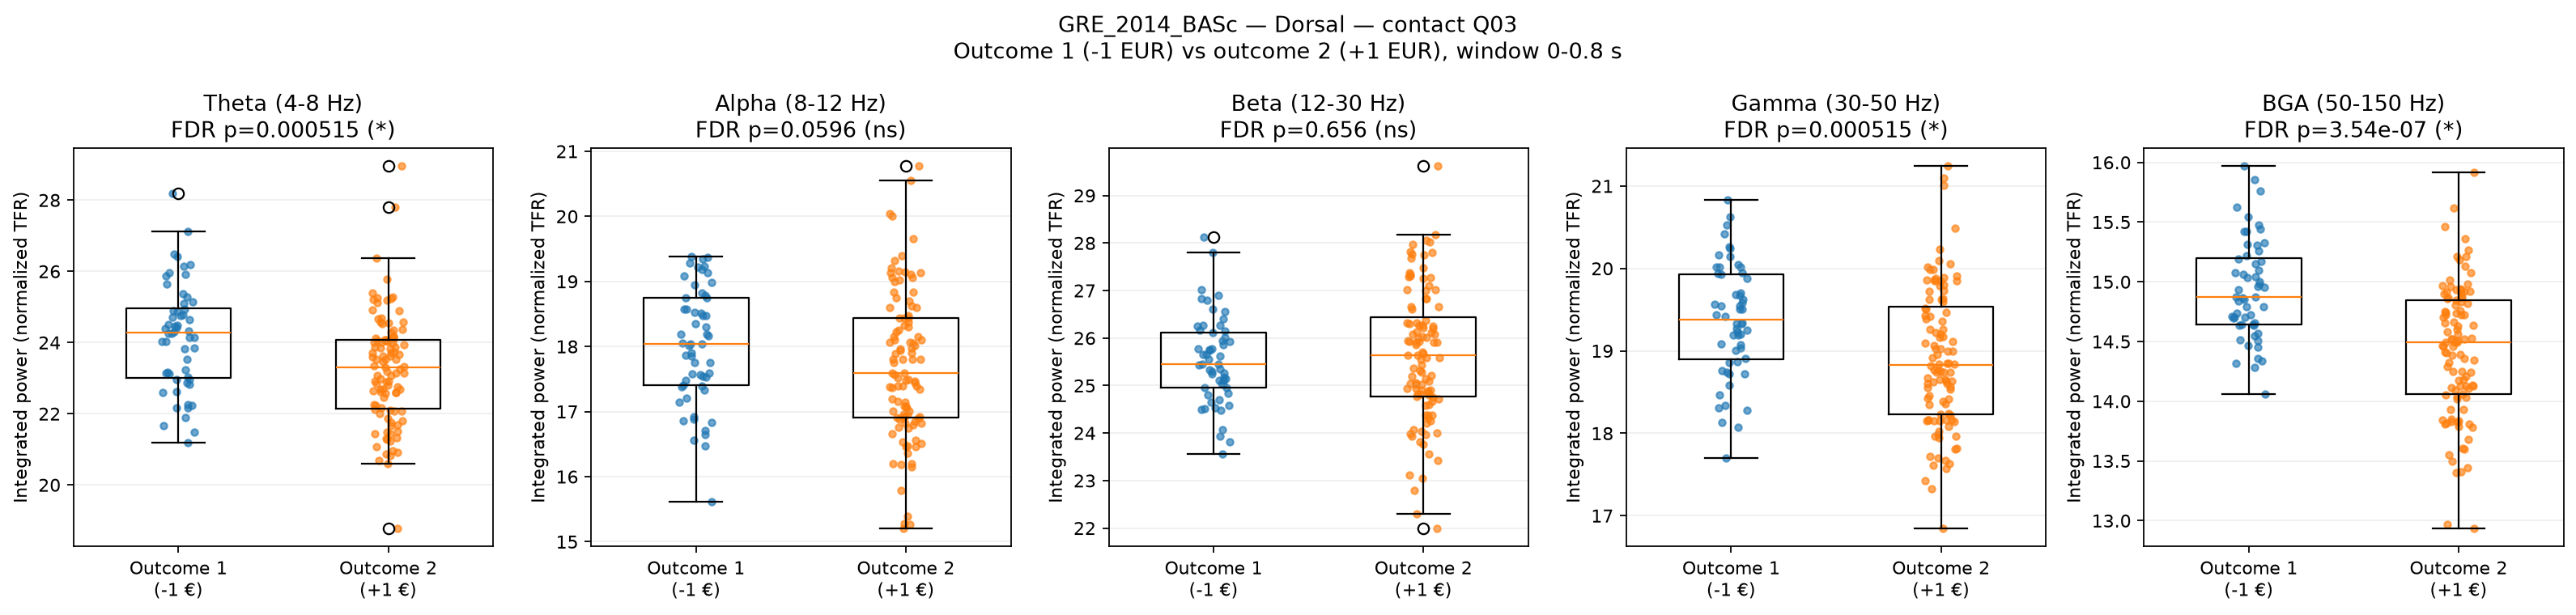 GRE_2014_BASc — Dorsal — contact Q03
Outcome 1 (-1 EUR) vs outcome 2 (+1 EUR), window 0-0.8 s
Theta (4-8 Hz)
FDR p=0.000515 (*)
Integrated power (normalized TFR)
28
26
24
22
20
Outcome 1
(-1 €)
Outcome 2
(+1 €)
Alpha (8-12 Hz)
FDR p=0.0596 (ns)
Integrated power (normalized TFR)
21
20
19
18
17
16
15
Outcome 1
(-1 €)
Outcome 2
(+1 €)
Beta (12-30 Hz)
FDR p=0.656 (ns)
Integrated power (normalized TFR)
29
28
27
26
25
24
23
22
Outcome 1
(-1 €)
Outcome 2
(+1 €)
Gamma (30-50 Hz)
FDR p=0.000515 (*)
Integrated power (normalized TFR)
21
20
19
18
17
Outcome 1
(-1 €)
Outcome 2
(+1 €)
BGA (50-150 Hz)
FDR p=3.54e-07 (*)
Integrated power (normalized TFR)
16.0
15.5
15.0
14.5
14.0
13.5
13.0
Outcome 1
(-1 €)
Outcome 2
(+1 €)